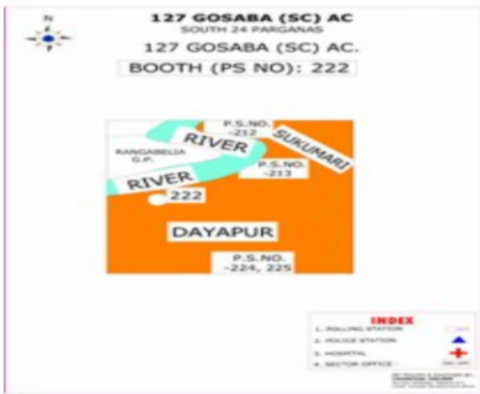 N
127 GOSABA (SC) AC
SOUTH 24 PARGANAS
127 GOSABA (SC) AC.
BOOTH (PS NO): 222
P.S.NO.
-212
RIVER
SUKUMARI
RANGABELIA
G.P.
P.S.NO.
-213
RIVER
222
DAYAPUR
P.S.NO.
-224, 225
INDEX
1. POLLING STATION
2. POLICE STATION
3. HOSPITAL
4. SECTOR OFFICE -